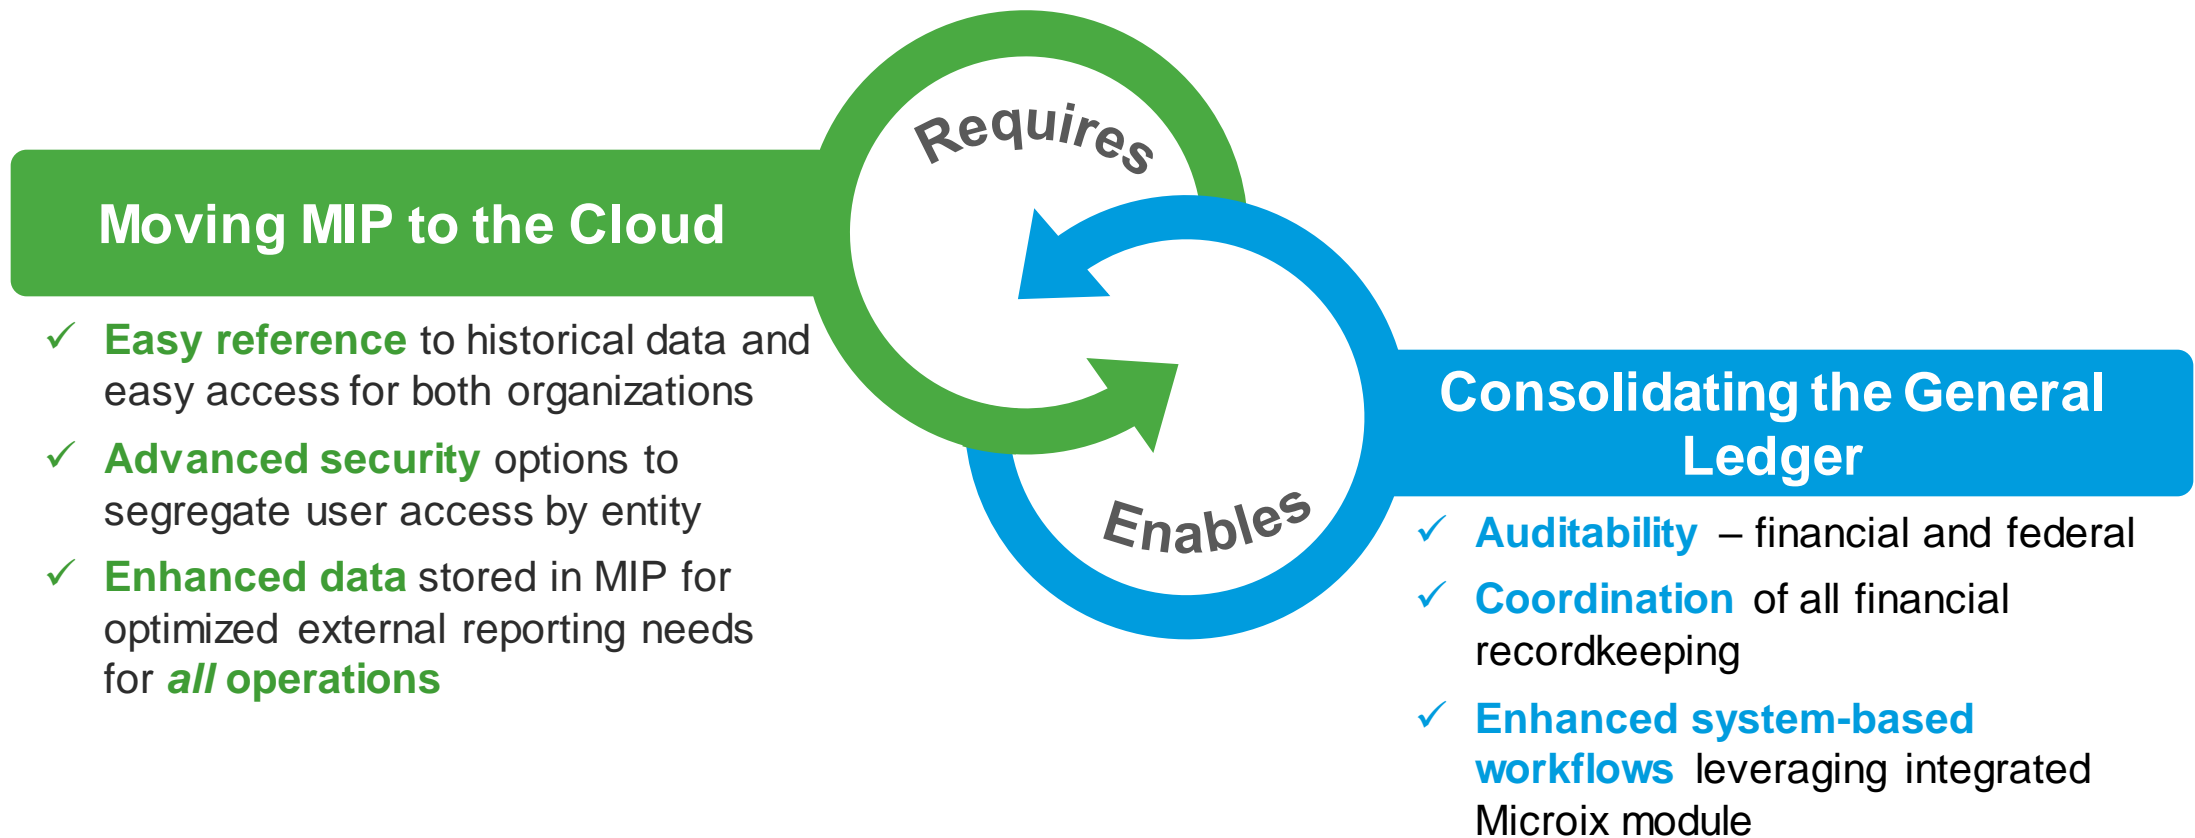 Requires
Moving MIP to the Cloud
✓ Easy reference to historical data and
easy access for both organizations
✓ Advanced security options to
segregate user access by entity
✓ Enhanced data stored in MIP for
optimized external reporting needs
for all operations
Enables
Consolidating the General
Ledger
✓ Auditability – financial and federal
✓ Coordination of all financial
recordkeeping
✓ Enhanced system-based
workflows leveraging integrated
Microix module